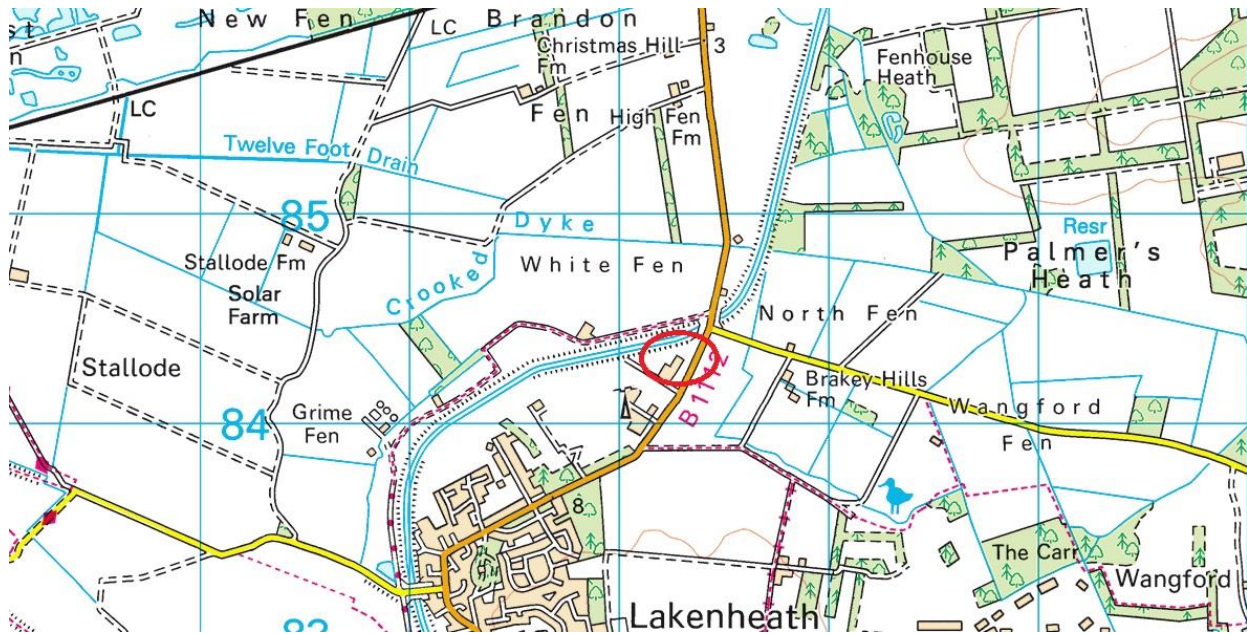 New Fen
LC
Brandon
3
Christmas Hill
Fm
Fenhouse
Heath
LC
Fen
High Fen
Fm
Twelve Foot Drain
85
Dyke
Resr
Stallode Fm
White Fen
Palmer's
Heath
Solar
Farm
Crooked
North Fen
Stallode
B1112
Brakey Hills
Fm
Grime
Fen
84
Wangford
Fen
7
8
The Carr
Wangford
Lakenheath